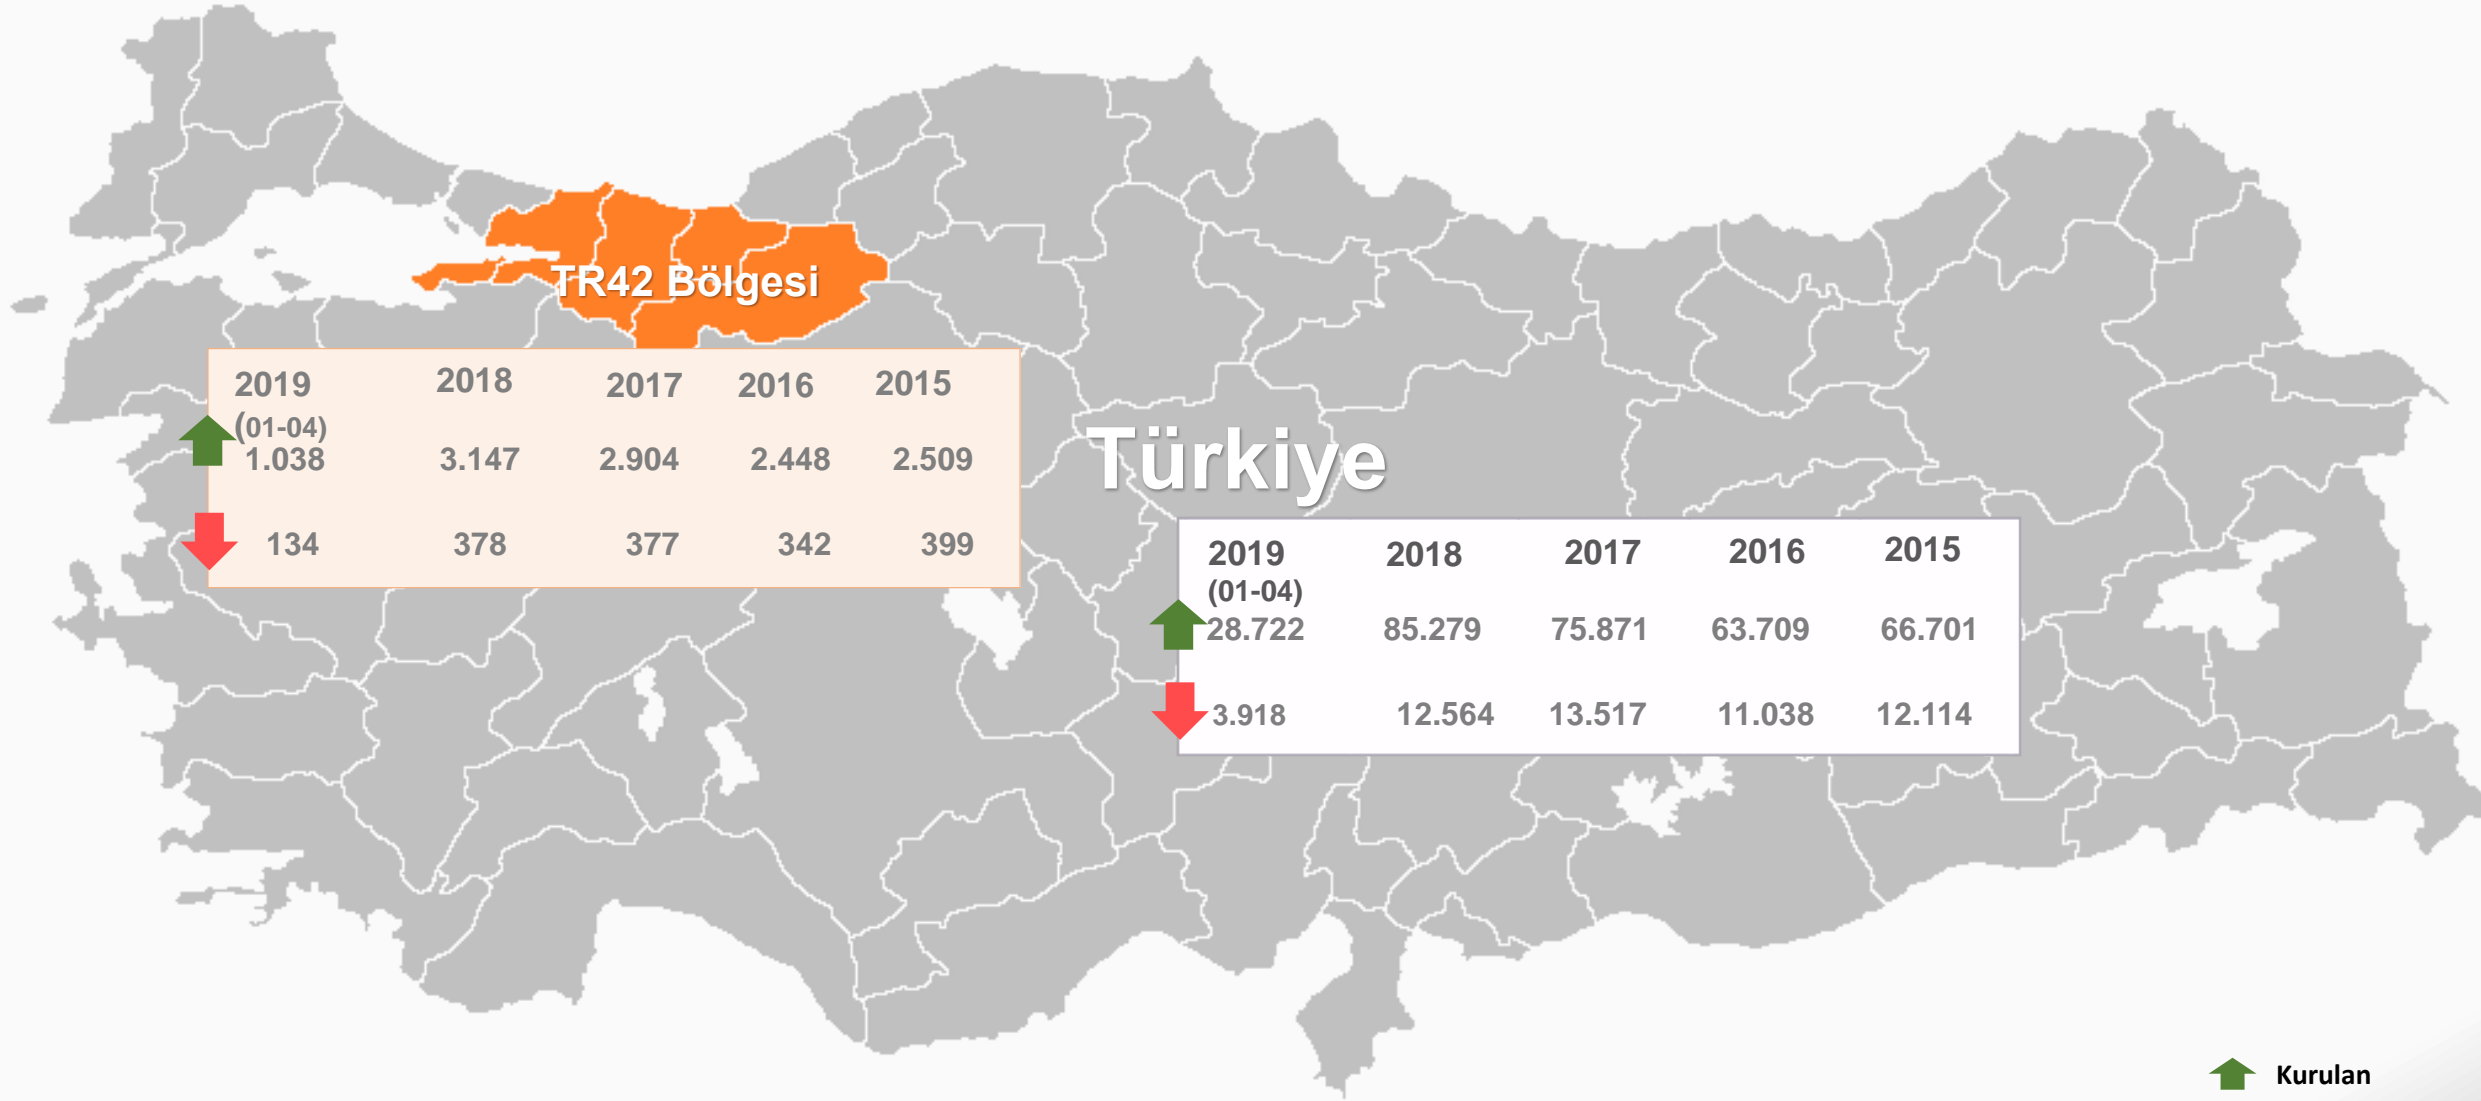 TR42 Bölgesi
2019 2018 2017 2016 2015
(01-04)
1.038 3.147 2.904 2.448 2.509
134 378 377 342 399
Türkiye
2019 2018 2017 2016 2015
(01-04)
28.722 85.279 75.871 63.709 66.701
3.918 12.564 13.517 11.038 12.114
Kurulan